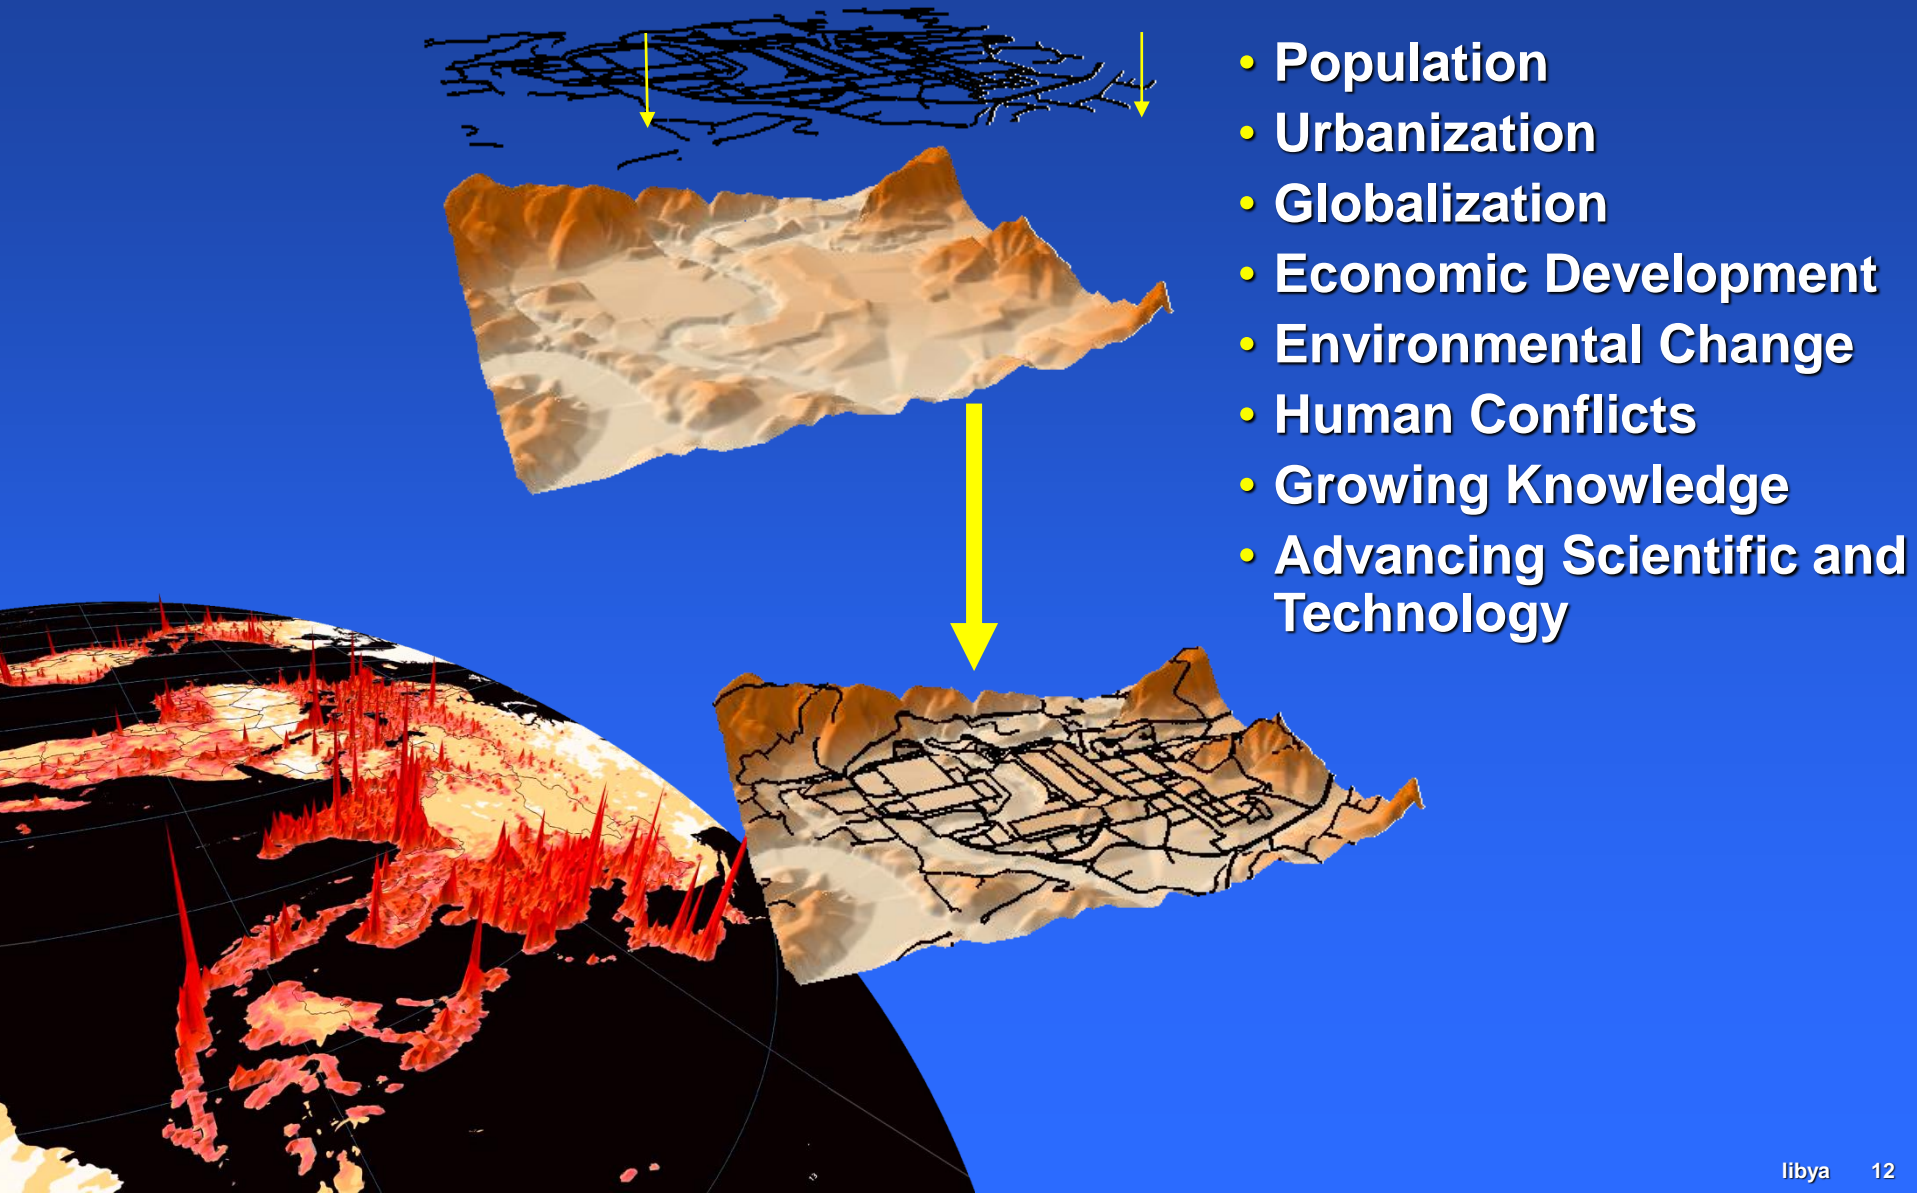 • Population
• Urbanization
• Globalization
• Economic Development
• Environmental Change
• Human Conflicts
• Growing Knowledge
• Advancing Scientific and
Technology
libya 12